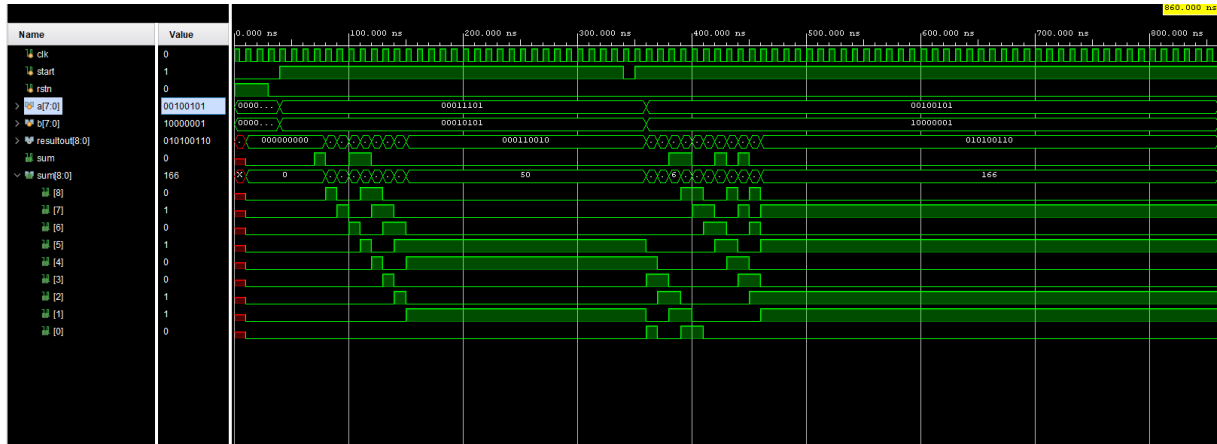 860.000 ns
Name Value 0.000 ns 100.000 ns 200.000 ns 300.000 ns 400.000 ns 500.000 ns 600.000 ns 700.000 ns 800.000 ns
clk 0
start 1
rstn 0
> a[7:0] 00100101 0000... 00011101 00100101
> b[7:0] 10000001 0000... 00010101 10000001
> resultout[8:0] 010100110 000000000 000110010 010100110
sum 0
sum[8:0] 166 X 0 50 6 166
[8] 0
[7] 1
[6] 0
[5] 1
[4] 0
[3] 0
[2] 1
[1] 1
[0] 0